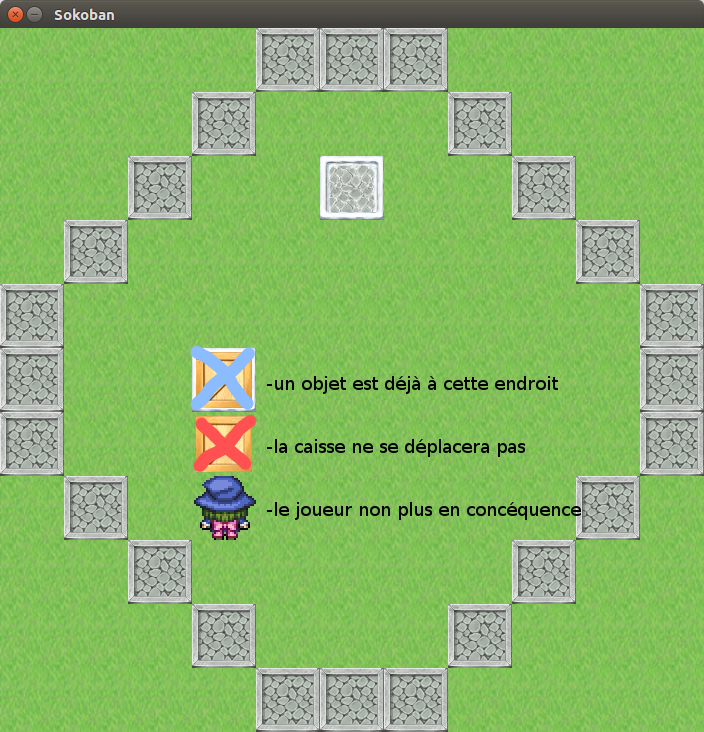 Sokoban
-un objet est déjà à cette endroit
-la caisse ne se déplacera pas
-le joueur non plus en concéquence